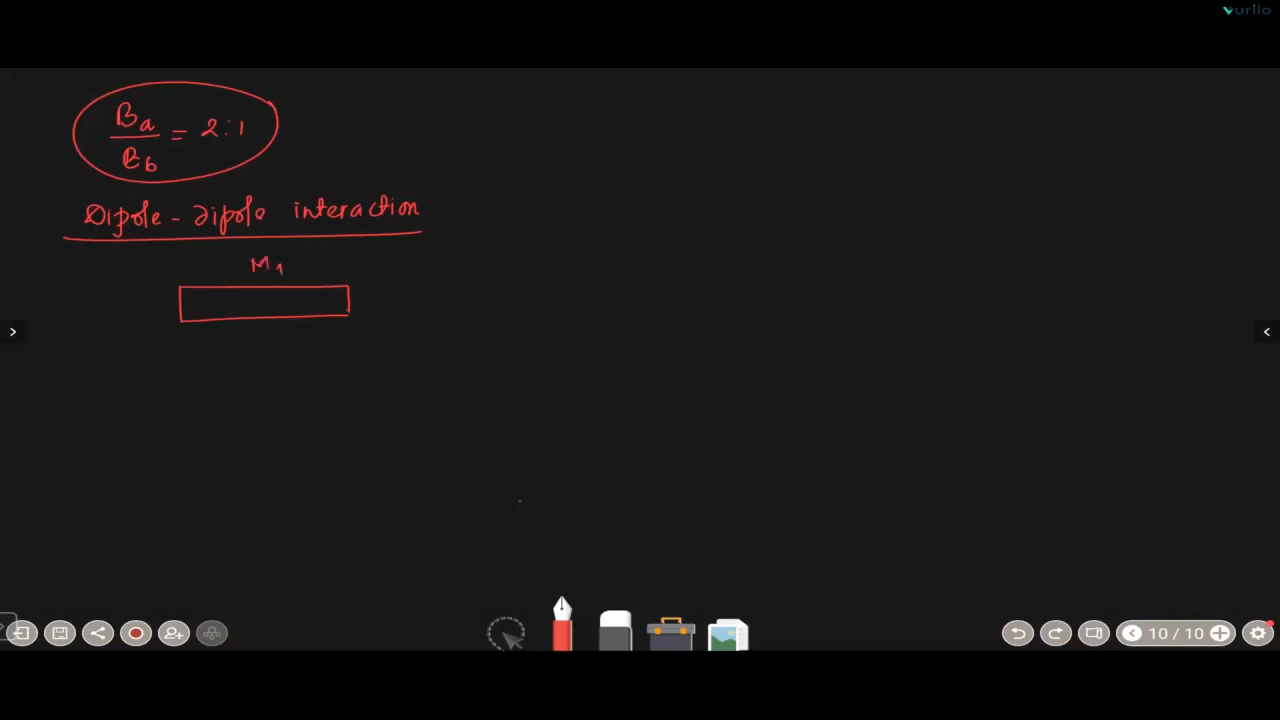 Vurilo
Ba
Bb = 2:1
Dipole - dipole interaction
M1
10 / 10